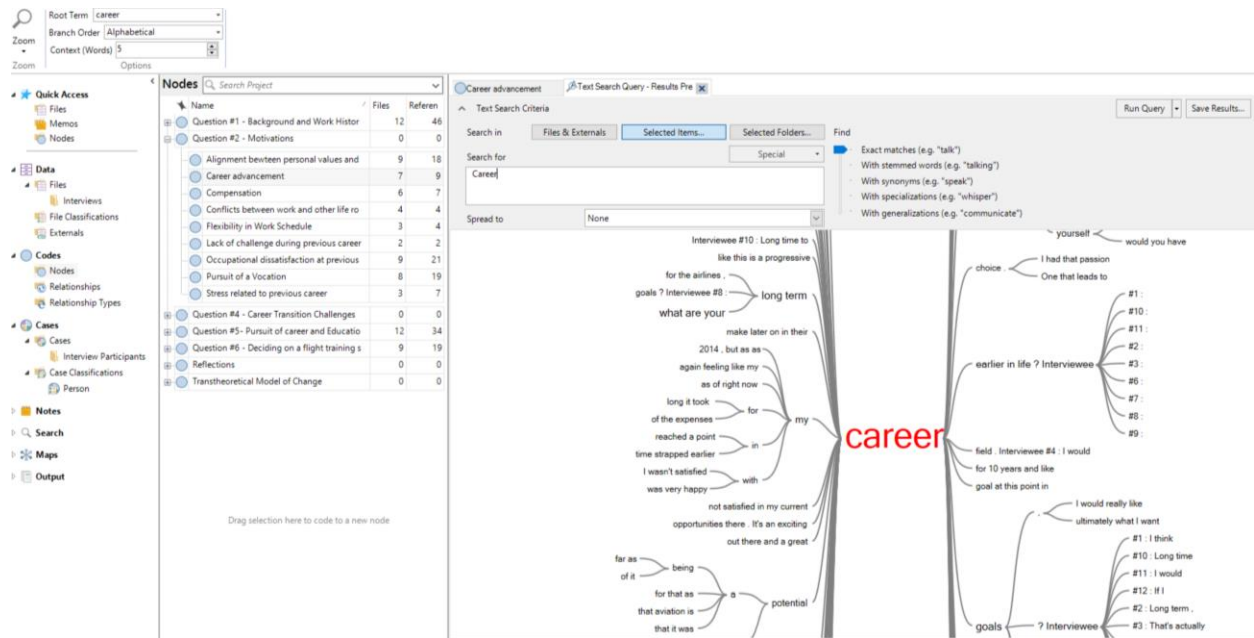 Zoom
Zoom
Root Term career
Branch Order Alphabetical
Context (Words) 5
Options
Quick Access
Files
Memos
Nodes
Data
Files
Interviews
File Classifications
Externals
Codes
Nodes
Relationships
Relationship Types
Cases
Cases
Interview Participants
Case Classifications
Person
Notes
Search
Maps
Output
Nodes Search Project
Name Files Referen
Question #1 - Background and Work Histor 12 46
Question #2 - Motivations 0 0
Alignment bewteen personal values and 9 18
Career advancement 7 9
Compensation 6 7
Conflicts between work and other life ro 4 4
Flexibility in Work Schedule 3 4
Lack of challenge during previous career 2 2
Occupational dissatisfaction at previous 9 21
Pursuit of a Vocation 8 19
Stress related to previous career 3 7
Question #4 - Career Transition Challenges 0 0
Question #5- Pursuit of career and Educatio 12 34
Question #6 - Deciding on a flight training s 9 19
Reflections 0 0
Transtheoretical Model of Change 0 0
Drag selection here to code to a new node
Career advancement
Text Search Query - Results Pre
Text Search Criteria
Run Query
Save Results...
Search in
Files & Externals
Selected Items...
Selected Folders...
Find
Search for
Special
Career
Exact matches (e.g. "talk")
With stemmed words (e.g. "talking")
With synonyms (e.g. "speak")
With specializations (e.g. "whisper")
With generalizations (e.g. "communicate")
Spread to
None
Interviewee #10 : Long time to
like this is a progressive
for the airlines ,
goals ? Interviewee #8 :
what are your
long term
make later on in their
2014 , but as as
again feeling like my
as of right now
long it took
of the expenses
for
reached a point
time strapped earlier
in
I wasn't satisfied
was very happy
with
my
not satisfied in my current
opportunities there . It's an exciting
out there and a great
far as
of it
being
for that as
that aviation is
that it was
a
potential
career
yourself
would you have
choice .
I had that passion
One that leads to
earlier in life ? Interviewee
#1 :
#10 :
#11 :
#2 :
#3 :
#6 :
#7 :
#8 :
#9 :
field . Interviewee #4 : I would
for 10 years and like
goal at this point in
goals
.
I would really like
ultimately what I want
? Interviewee
#1 : I think
#10 : Long time
#11 : I would
#12 : If I
#2 : Long term ,
#3 : That's actually